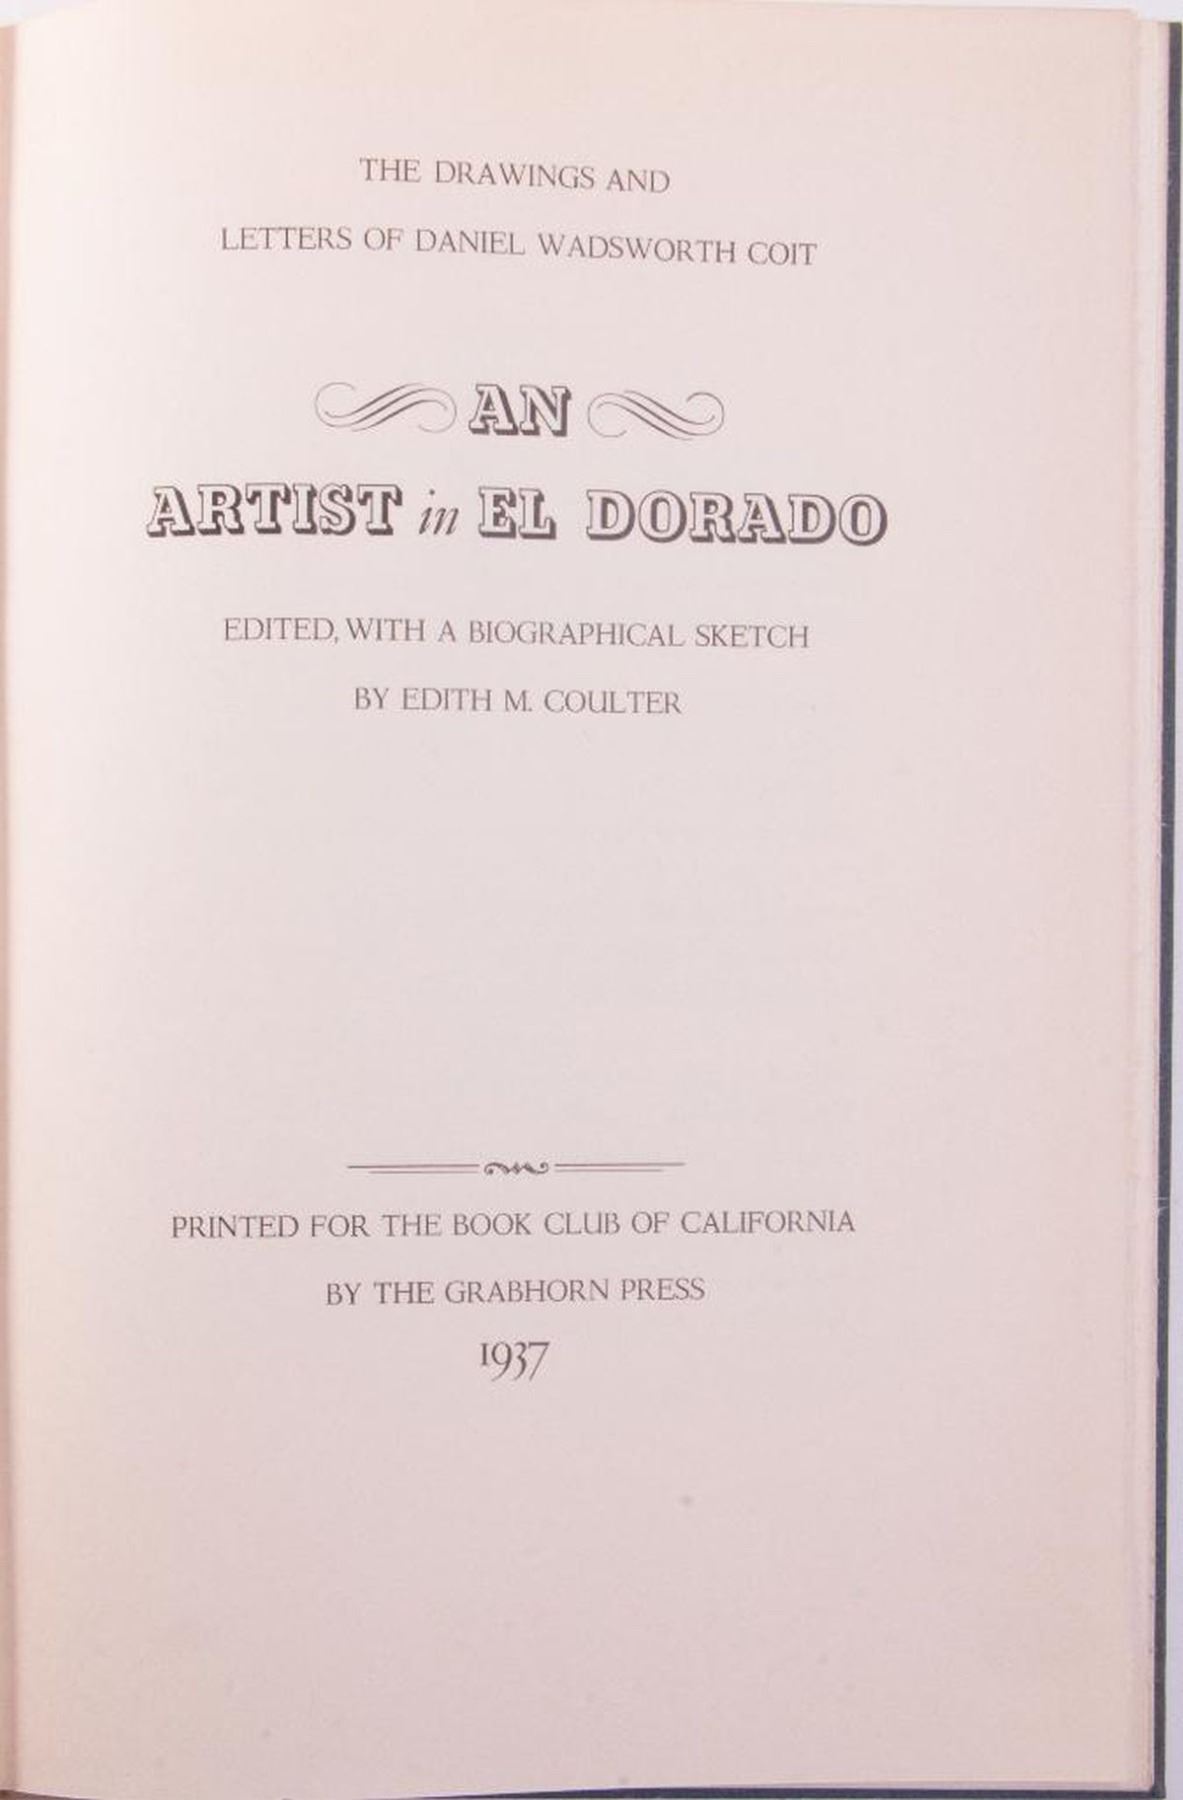 THE DRAWINGS AND
LETTERS OF DANIEL WADSWORTH COIT
AN
ARTIST in EL DORADO
EDITED, WITH A BIOGRAPHICAL SKETCH
BY EDITH M. COULTER
PRINTED FOR THE BOOK CLUB OF CALIFORNIA
BY THE GRABHORN PRESS
1937